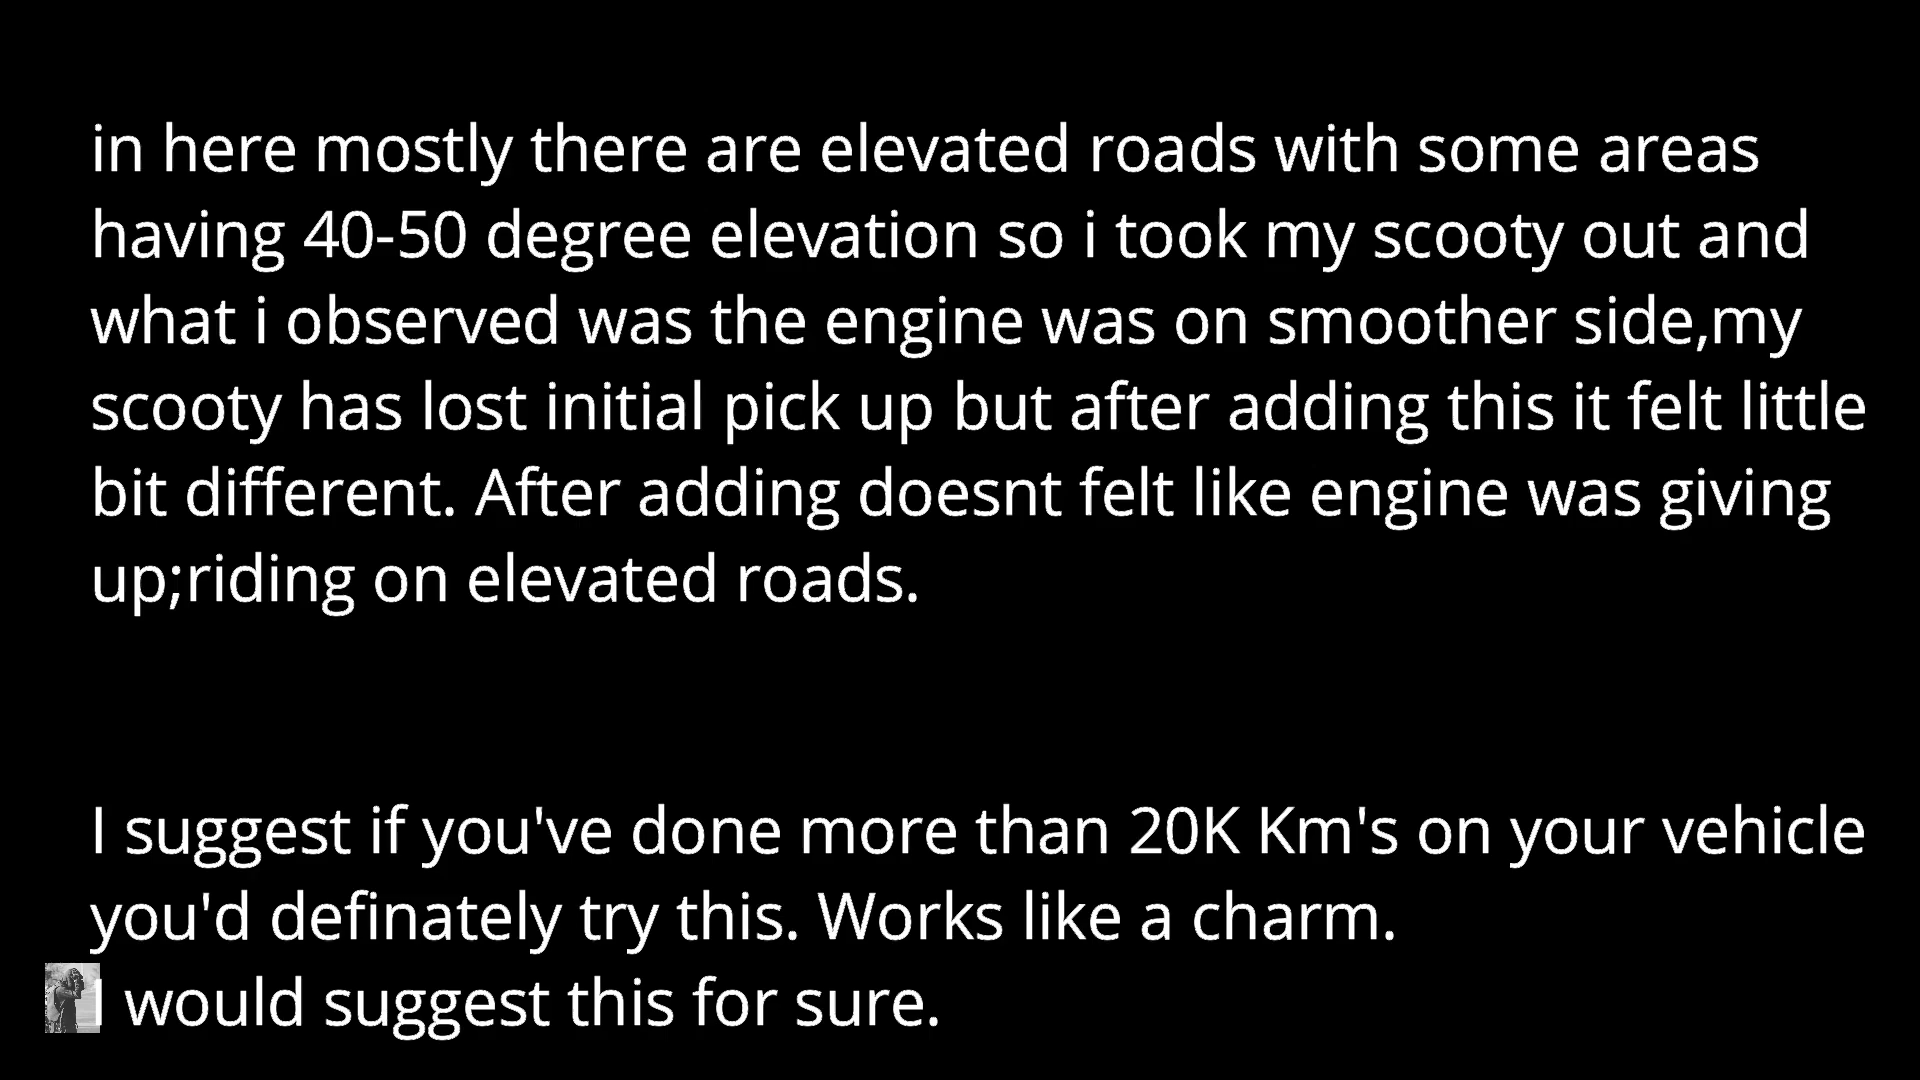 in here mostly there are elevated roads with some areas
having 40-50 degree elevation so i took my scooty out and
what i observed was the engine was on smoother side,my
scooty has lost initial pick up but after adding this it felt little
bit different. After adding doesnt felt like engine was giving
up;riding on elevated roads.
I suggest if you've done more than 20K Km's on your vehicle
you'd definately try this. Works like a charm.
I would suggest this for sure.